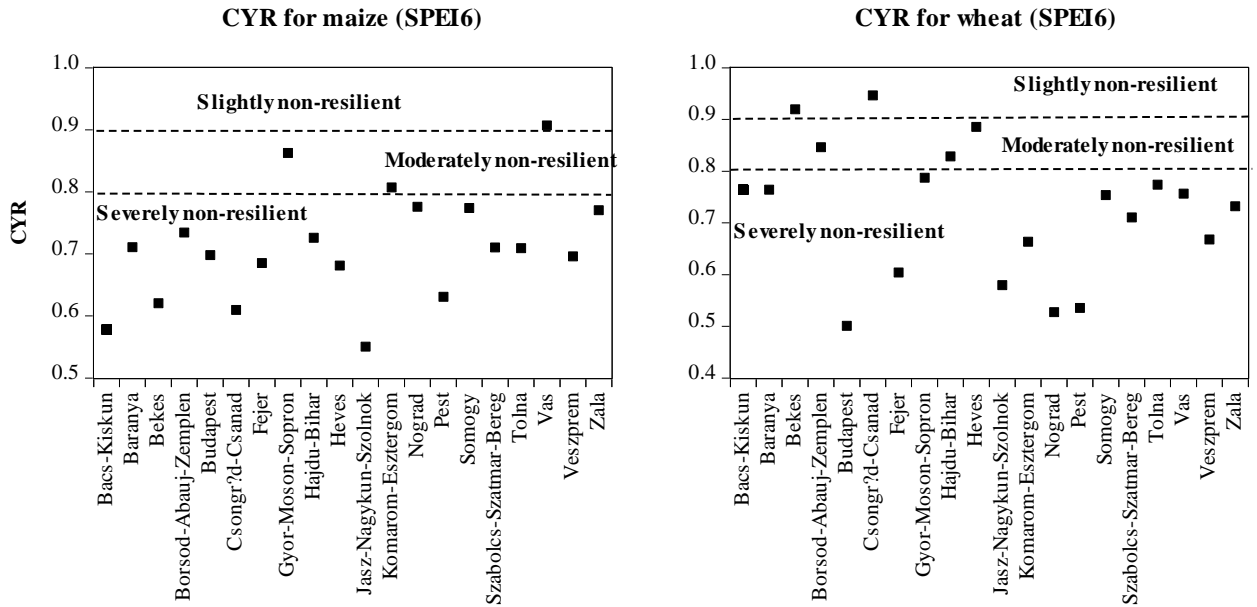 CYR for maize (SPEI6)
CYR
1.0
0.9
0.8
0.7
0.6
0.5
Slightly non-resilient
Moderately non-resilient
Severely non-resilient
Bacs-Kiskun
Baranya
Bekes
Borsod-Abauj-Zemplen
Budapest
Csongr?d-Csanad
Fejer
Gyor-Moson-Sopron
Hajdu-Bihar
Heves
Jasz-Nagykun-Szolnok
Komarom-Esztergom
Nograd
Pest
Somogy
Szabolcs-Szatmar-Bereg
Tolna
Vas
Veszprem
Zala
CYR for wheat (SPEI6)
1.0
0.9
0.8
0.7
0.6
0.5
0.4
Slightly non-resilient
Moderately non-resilient
Severely non-resilient
Bacs-Kiskun
Baranya
Bekes
Borsod-Abauj-Zemplen
Budapest
Csongr?d-Csanad
Fejer
Gyor-Moson-Sopron
Hajdu-Bihar
Heves
Jasz-Nagykun-Szolnok
Komarom-Esztergom
Nograd
Pest
Somogy
Szabolcs-Szatmar-Bereg
Tolna
Vas
Veszprem
Zala